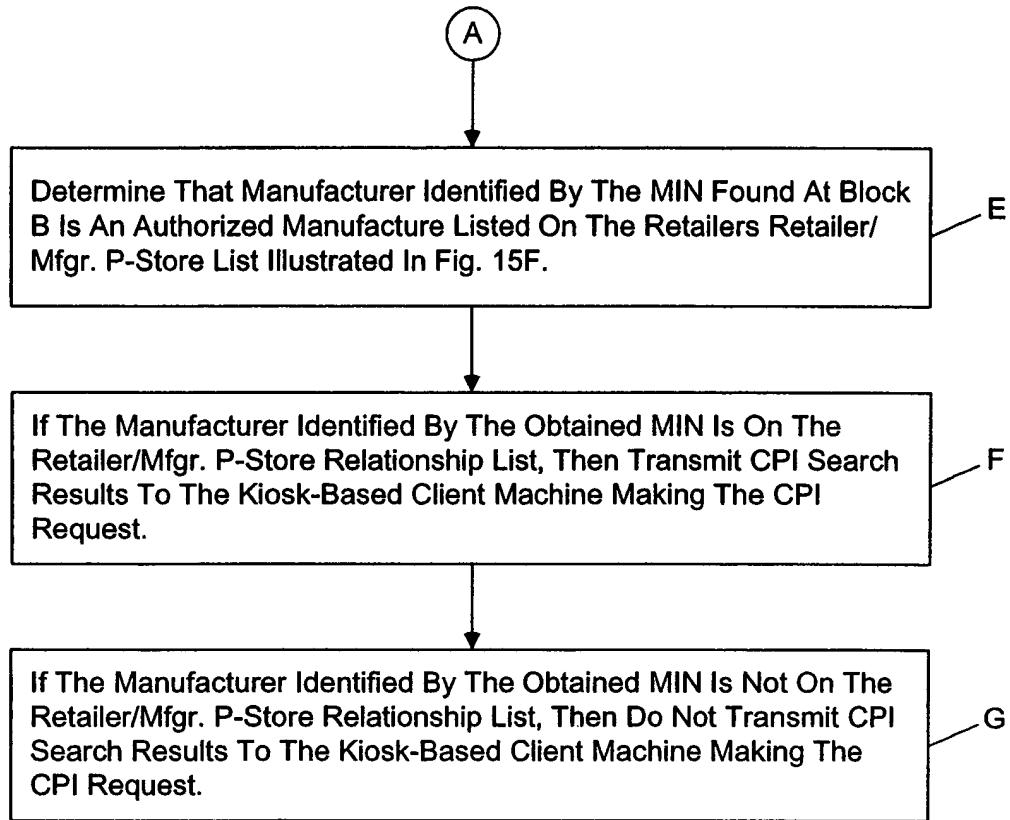 A
Determine That Manufacturer Identified By The MIN Found At Block
B Is An Authorized Manufacture Listed On The Retailers Retailer/
Mfgr. P-Store List Illustrated In Fig. 15F.
E
If The Manufacturer Identified By The Obtained MIN Is On The
Retailer/Mfgr. P-Store Relationship List, Then Transmit CPI Search
Results To The Kiosk-Based Client Machine Making The CPI
Request.
F
If The Manufacturer Identified By The Obtained MIN Is Not On The
Retailer/Mfgr. P-Store Relationship List, Then Do Not Transmit CPI
Search Results To The Kiosk-Based Client Machine Making The
CPI Request.
G